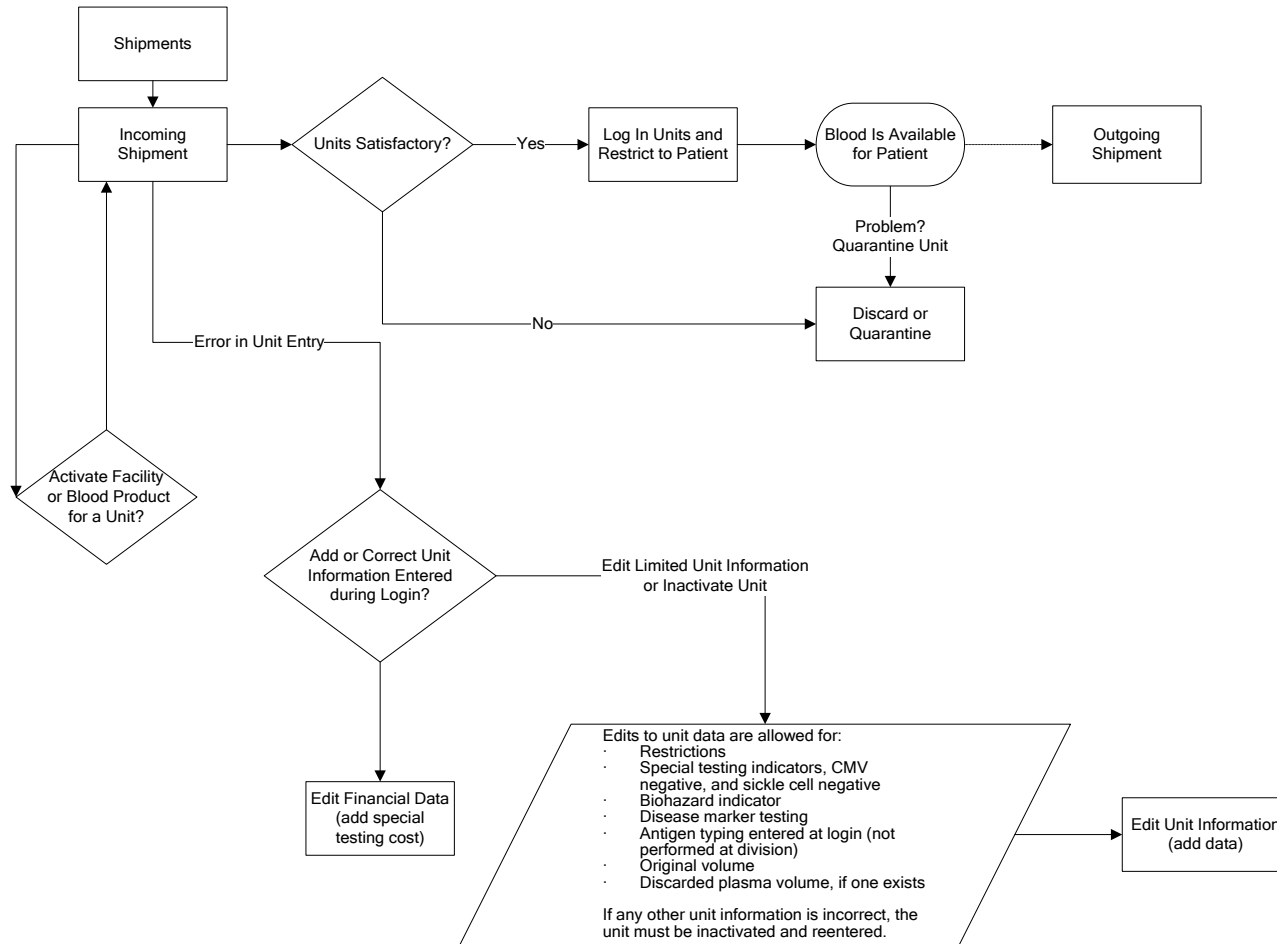 Shipments
Incoming
Shipment
Units Satisfactory?
Yes
Log In Units and
Restrict to Patient
Blood Is Available
for Patient
Outgoing
Shipment
Problem?
Quarantine Unit
Discard or
Quarantine
No
Error in Unit Entry
Activate Facility
or Blood Product
for a Unit?
Add or Correct Unit
Information Entered
during Login?
Edit Limited Unit Information
or Inactivate Unit
Edit Financial Data
(add special
testing cost)
Edits to unit data are allowed for:
· Restrictions
· Special testing indicators, CMV
negative, and sickle cell negative
· Biohazard indicator
· Disease marker testing
· Antigen typing entered at login (not
performed at division)
· Original volume
· Discarded plasma volume, if one exists
If any other unit information is incorrect, the
unit must be inactivated and reentered.
Edit Unit Information
(add data)